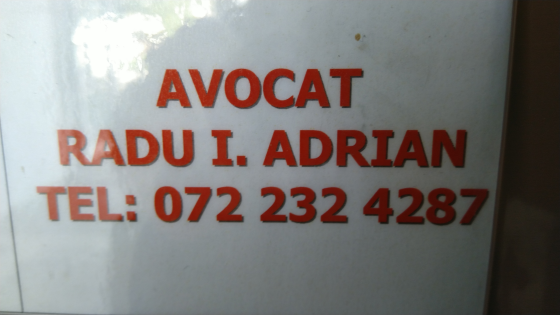 AVOCAT
RADU I. ADRIAN
TEL: 072 232 4287